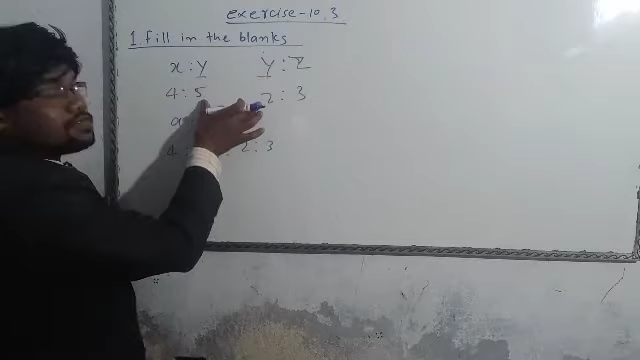 exercise-10.3
1. Fill in the blanks
x : y y : z
4 : 5 2 : 3
a
4 : 2 : 3